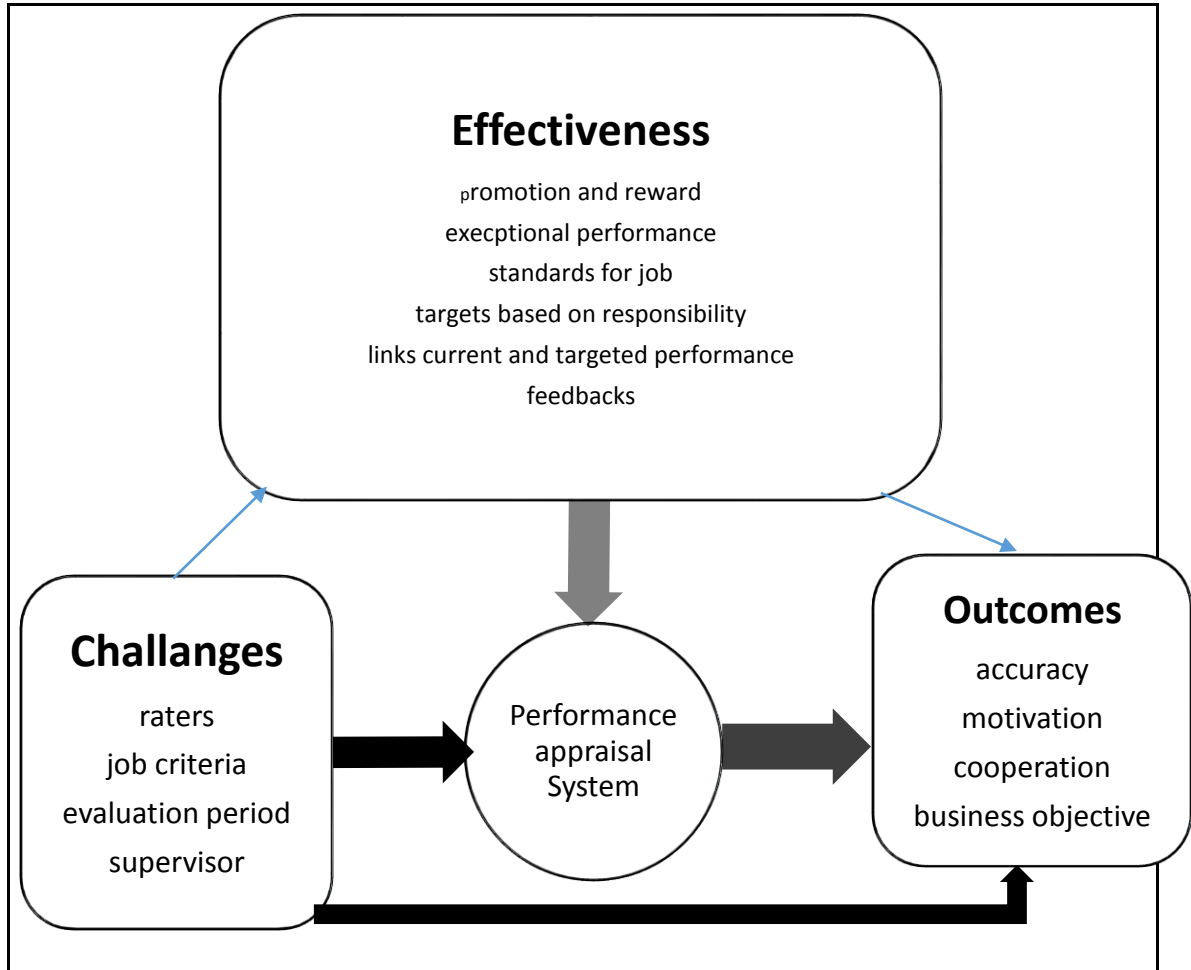 Effectiveness
promotion and reward
execptional performance
standards for job
targets based on responsibility
links current and targeted performance
feedbacks
Challanges
raters
job criteria
evaluation period
supervisor
Performance
appraisal
System
Outcomes
accuracy
motivation
cooperation
business objective